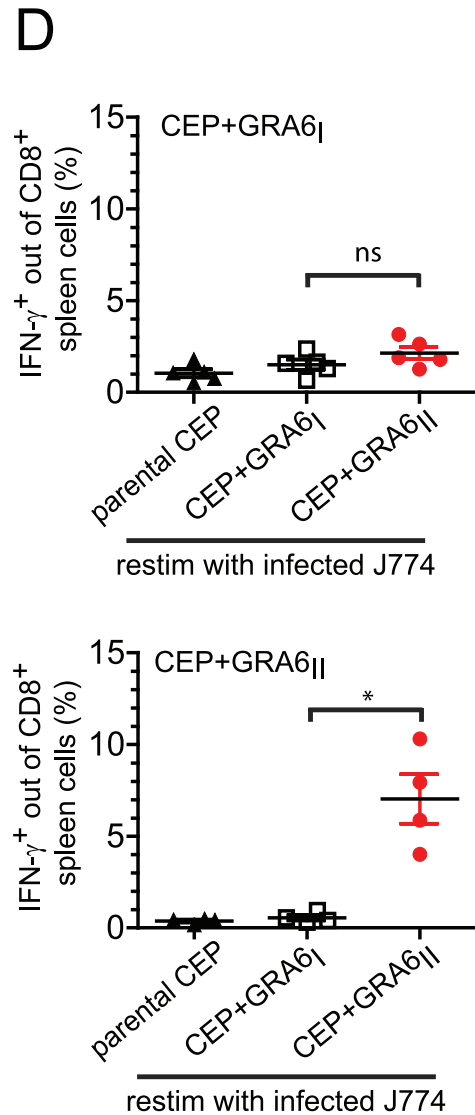 D
CEP+GRA6I
IFN-γ+ out of CD8+
spleen cells (%)
15
10
5
0
ns
parental CEP
CEP+GRA6I
CEP+GRA6II
restim with infected J774
CEP+GRA6II
IFN-γ+ out of CD8+
spleen cells (%)
15
10
5
0
*
parental CEP
CEP+GRA6I
CEP+GRA6II
restim with infected J774